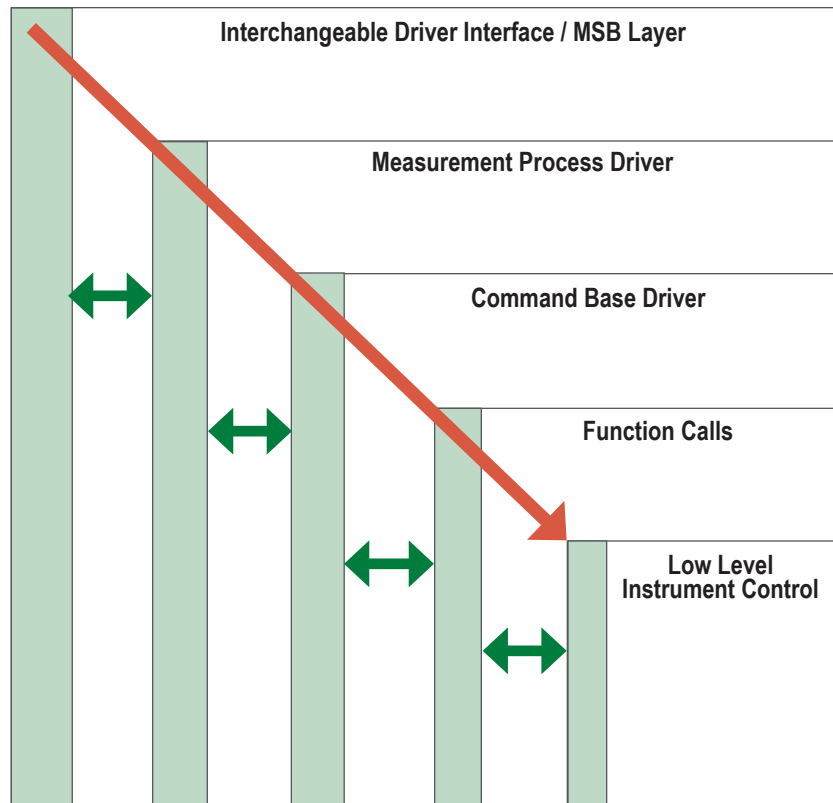 Interchangeable Driver Interface / MSB Layer
Measurement Process Driver
Command Base Driver
Function Calls
Low Level
Instrument Control